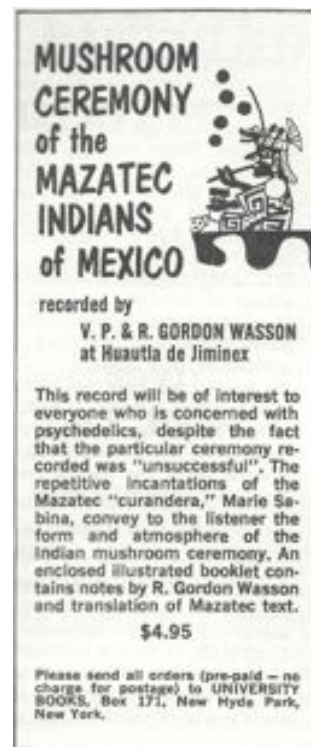 MUSHROOM
CEREMONY
of the
MAZATEC
INDIANS
of MEXICO
recorded by
V. P. & R. GORDON WASSON
at Huautla de Jiminex
This record will be of interest to
everyone who is concerned with
psychedelics, despite the fact
that the particular ceremony re-
corded was "unsuccessful". The
repetitive incantations of the
Mazatec "curandera," Marie Sa-
bina, convey to the listener the
form and atmosphere of the
Indian mushroom ceremony. An
enclosed illustrated booklet con-
tains notes by R. Gordon Wasson
and translation of Mazatec text.
$4.95
Please send all orders (pre-paid — no
charge for postage) to UNIVERSITY
BOOKS, Box 171, New Hyde Park,
New York.